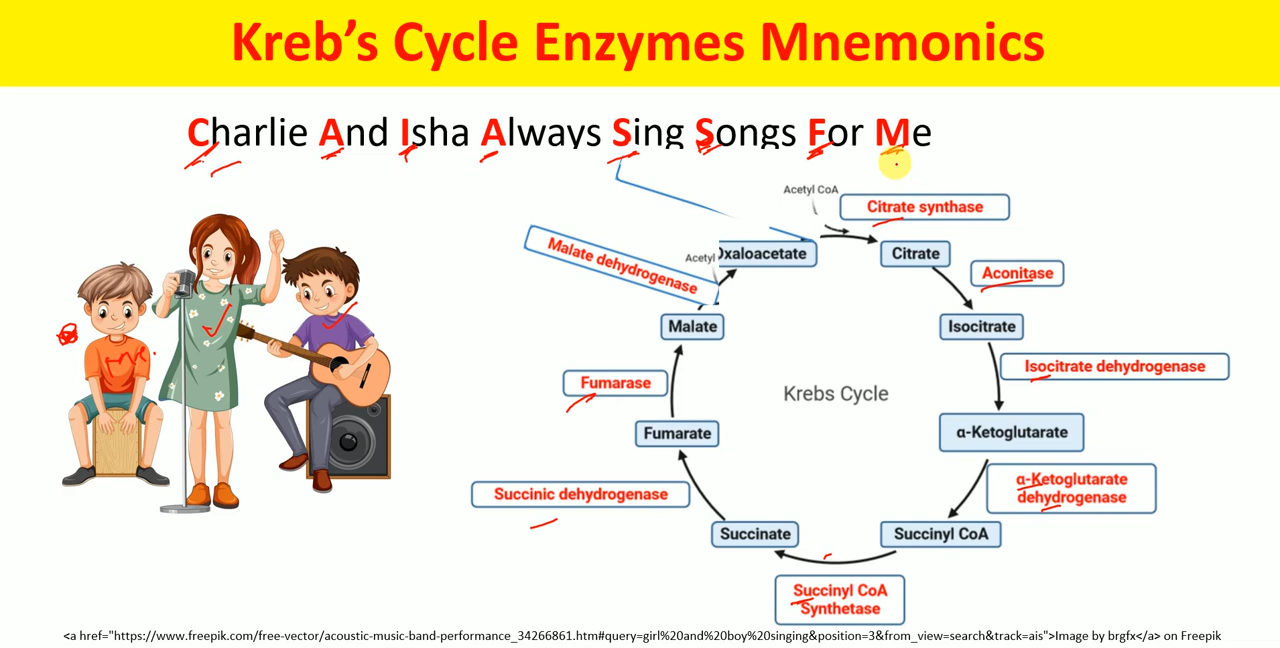 Kreb's Cycle Enzymes Mnemonics
Charlie And Isha Always Sing Songs For Me
Acetyl CoA
Citrate synthase
Malate dehydrogenase
Acetyl
Oxaloacetate
Citrate
Aconitase
Malate
Isocitrate
Isocitrate dehydrogenase
Fumarase
Krebs Cycle
Fumarate
α-Ketoglutarate
α-Ketoglutarate
dehydrogenase
Succinic dehydrogenase
Succinate
Succinyl CoA
Succinyl CoA
Synthetase
<a href="https://www.freepik.com/free-vector/acoustic-music-band-performance_34266861.htm#query=girl%20and%20boy%20singing&position=3&from_view=search&track=ais">Image by brgfx</a> on Freepik